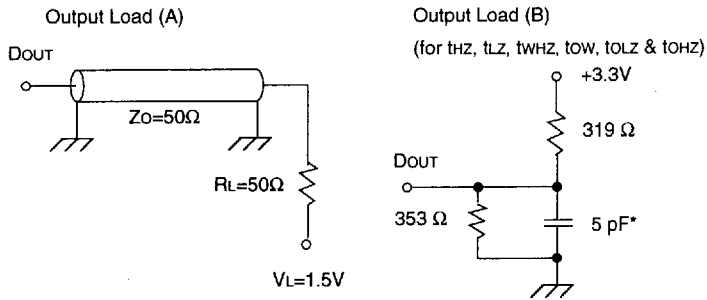 Output Load (A)
DOUT
ZO=50Ω
RL=50Ω
VL=1.5V
Output Load (B)
(for tHZ, tLZ, tWHZ, tOW, tOLZ & tOHZ)
+3.3V
319 Ω
DOUT
353 Ω
5 pF*